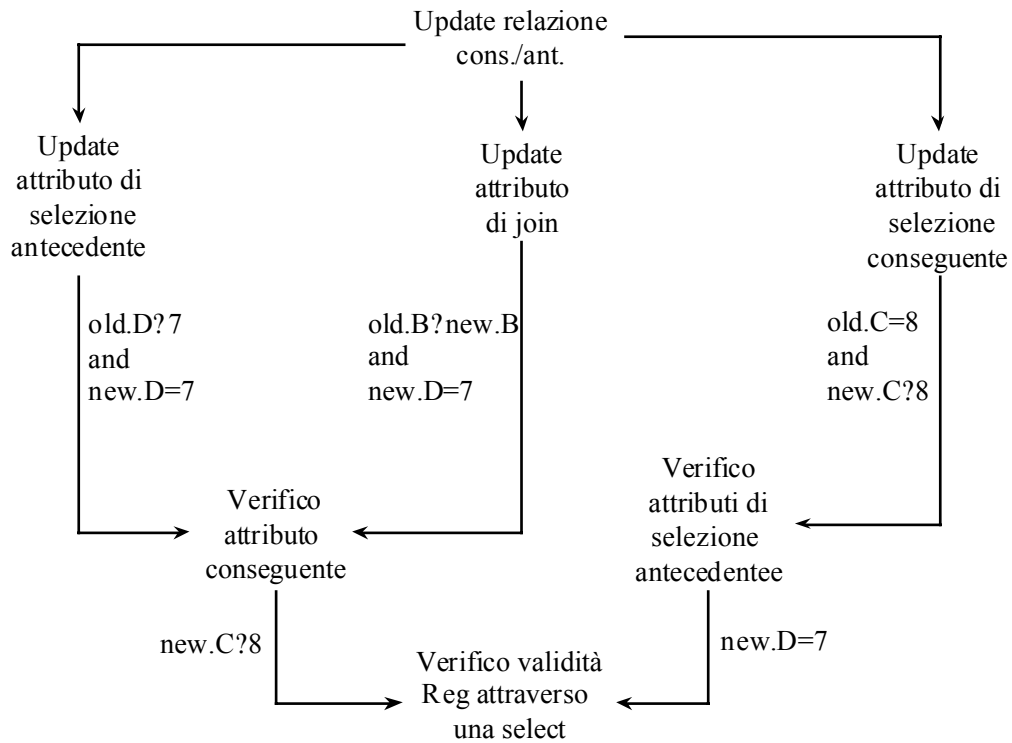 Update relazione
cons./ant.
Update
attributo di
selezione
antecedente
Update
attributo
di join
Update
attributo di
selezione
conseguente
old.D?7
and
new.D=7
old.B?new.B
and
new.D=7
old.C=8
and
new.C?8
Verifico
attributo
conseguente
Verifico
attributi di
selezione
antecedentee
new.C?8
new.D=7
Verifico validità
Reg attraverso
una select